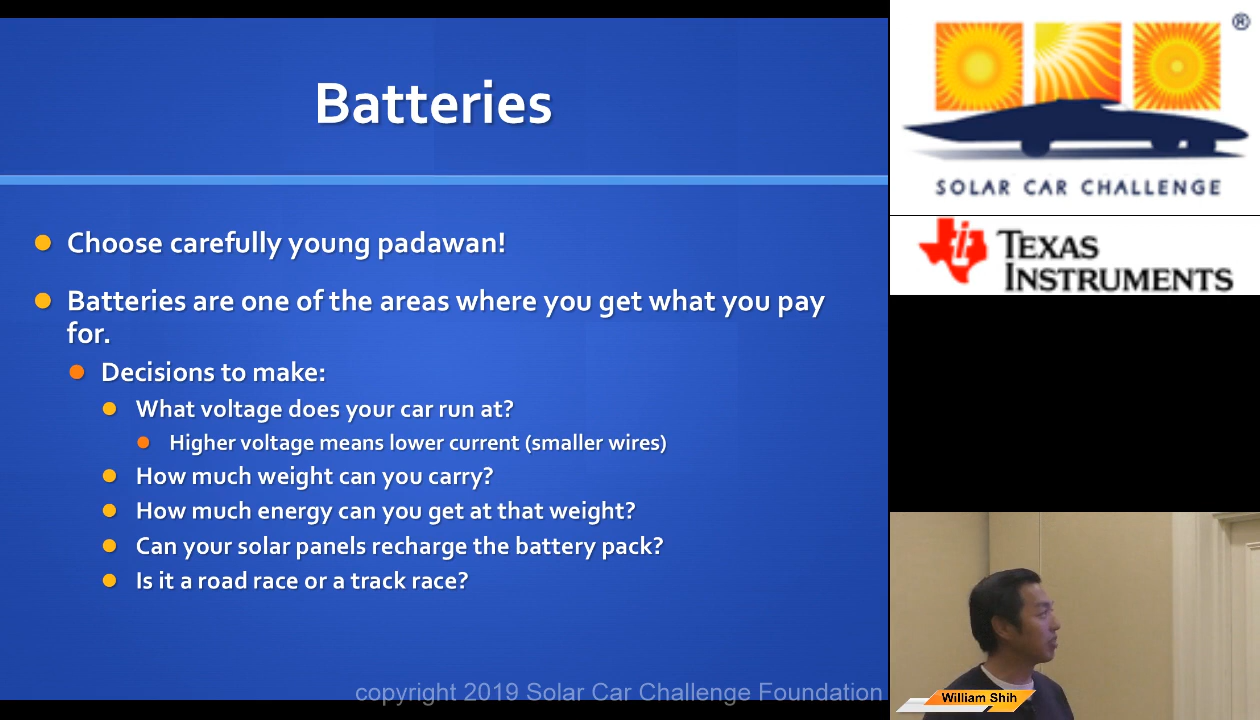 Batteries
Choose carefully young padawan!
Batteries are one of the areas where you get what you pay
for.
Decisions to make:
What voltage does your car run at?
Higher voltage means lower current (smaller wires)
How much weight can you carry?
How much energy can you get at that weight?
Can your solar panels recharge the battery pack?
Is it a road race or a track race?
copyright 2019 Solar Car Challenge Foundation
®
SOLAR CAR CHALLENGE
TEXAS
INSTRUMENTS
William Shih